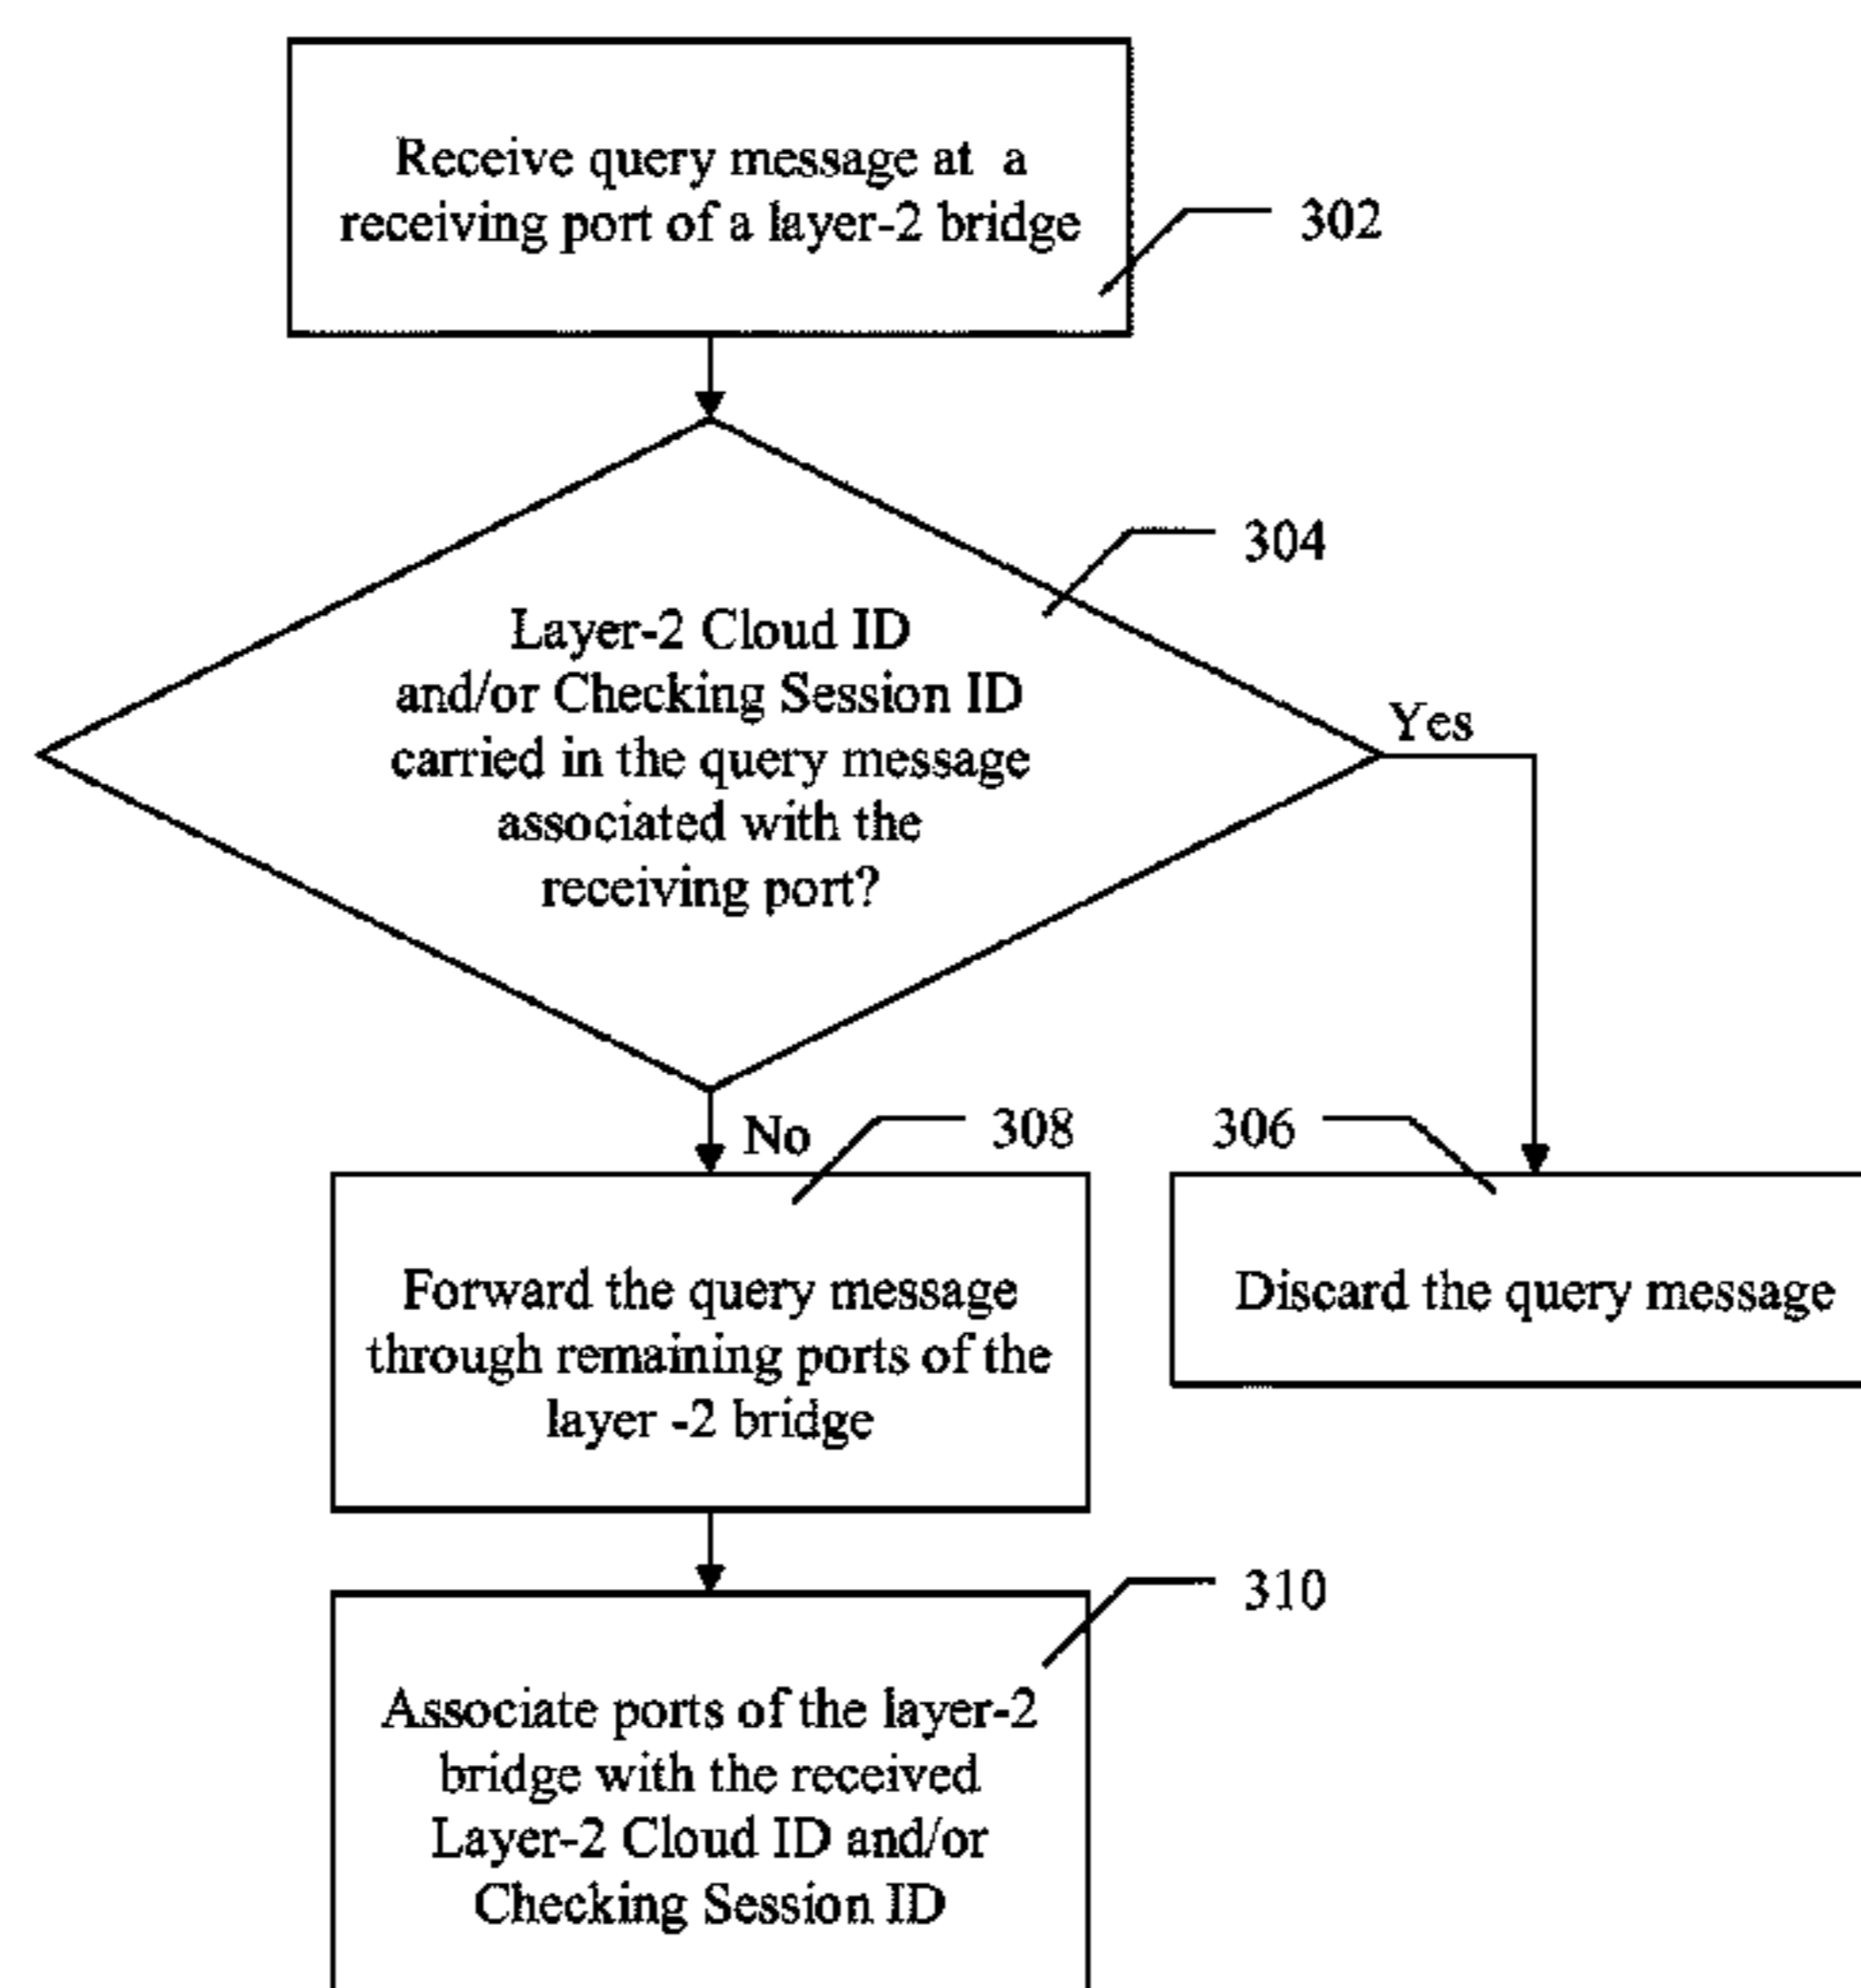 Receive query message at a
receiving port of a layer-2 bridge
302
304
Layer-2 Cloud ID
and/or Checking Session ID
carried in the query message
associated with the
receiving port?
Yes
No
308
306
Forward the query message
through remaining ports of the
layer -2 bridge
Discard the query message
310
Associate ports of the layer-2
bridge with the received
Layer-2 Cloud ID and/or
Checking Session ID